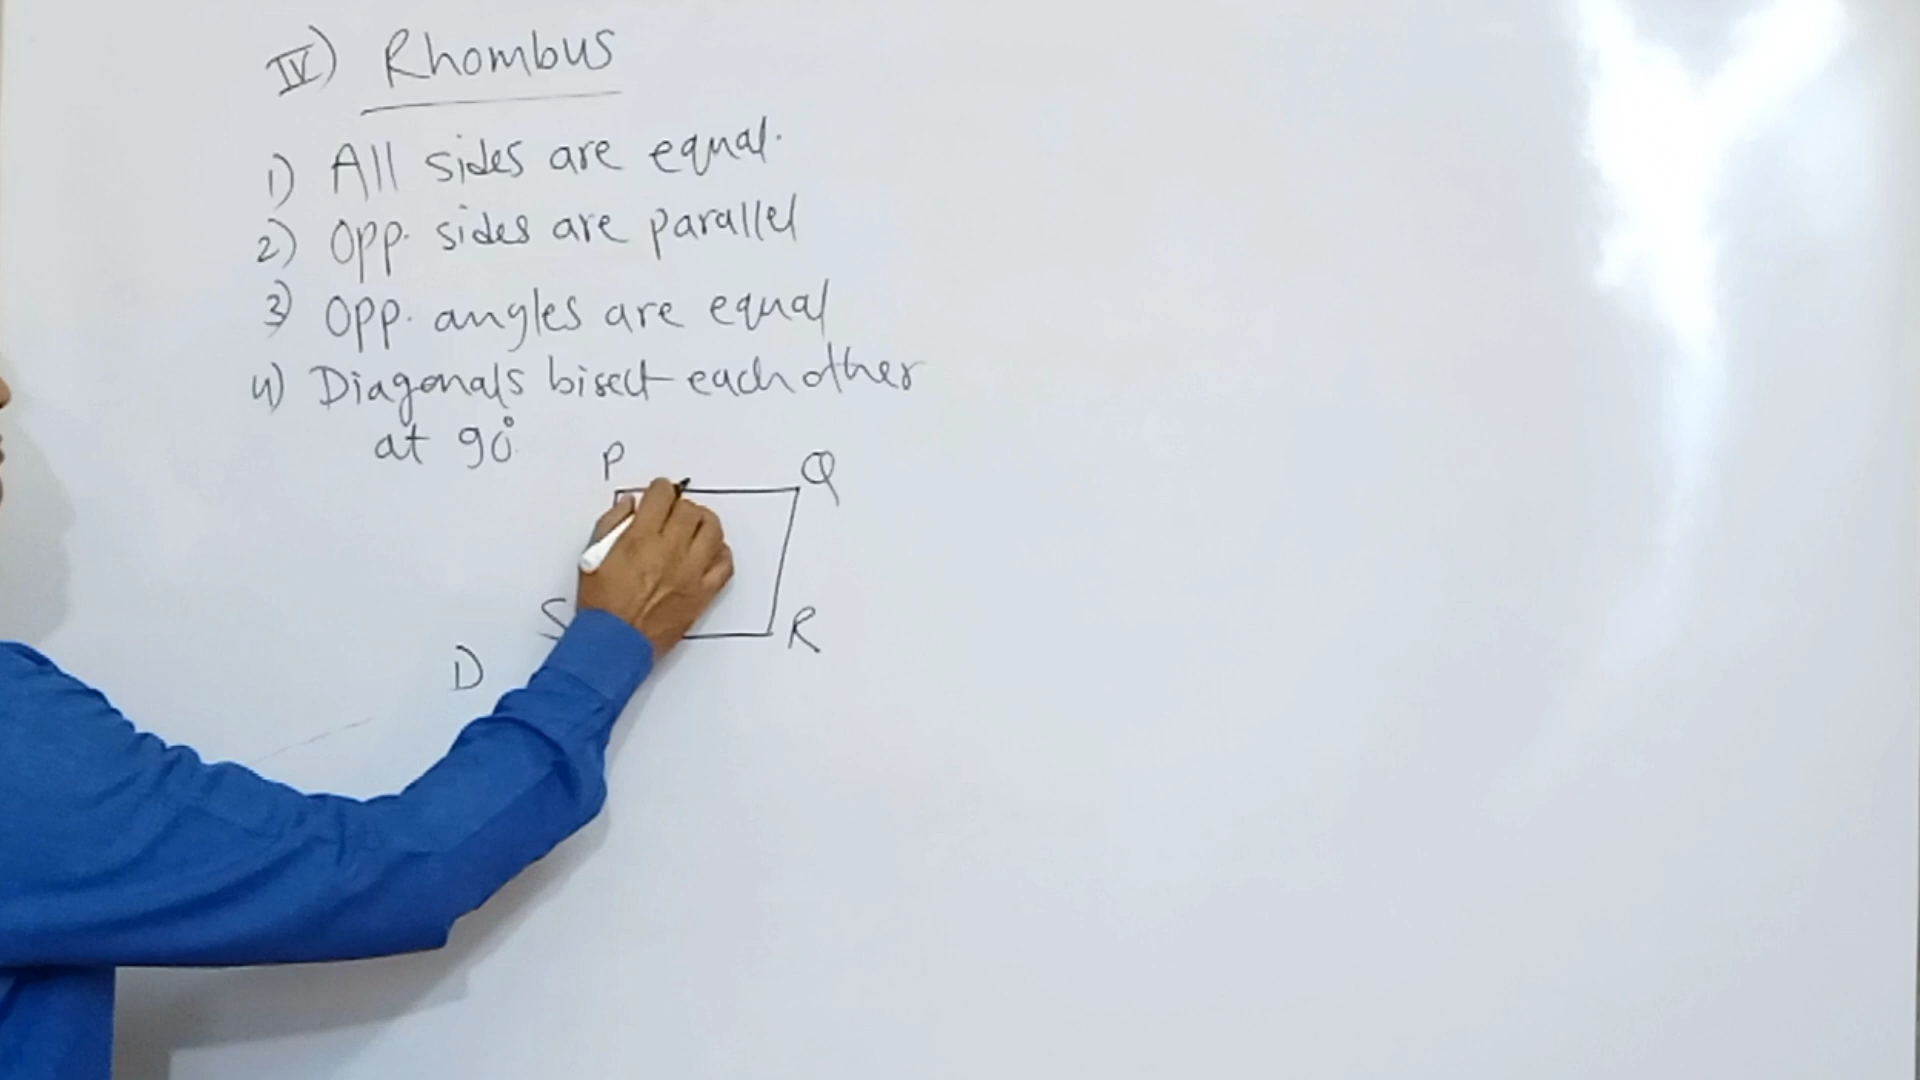 IV) Rhombus
1) All sides are equal.
2) Opp. sides are parallel
3) Opp. angles are equal
4) Diagonals bisect each other
at 90°
P Q
S R
D